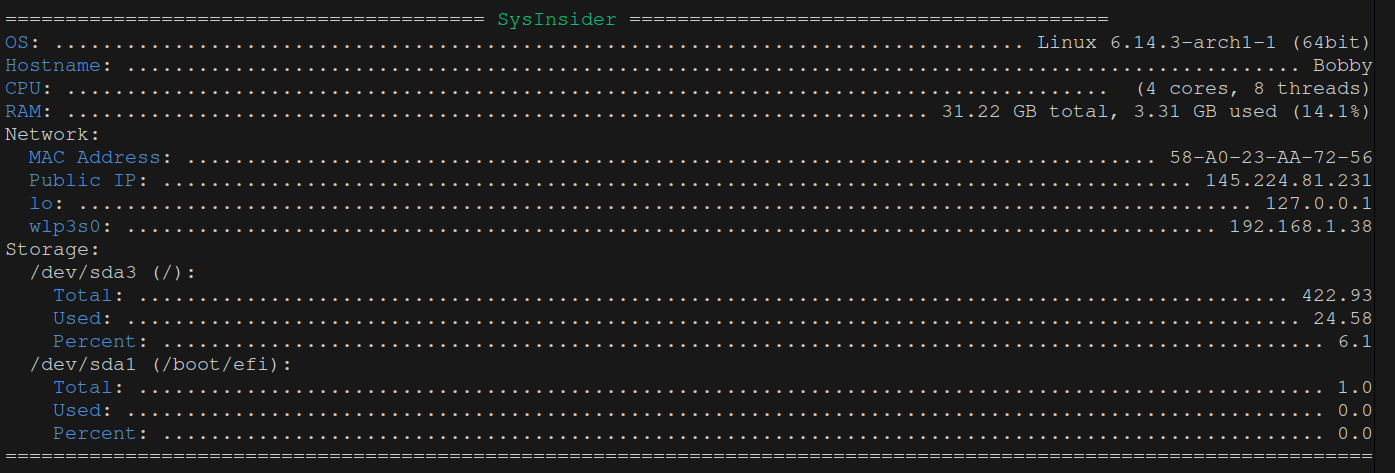 ======================================== SysInsider ========================================
OS: ................................................................................. Linux 6.14.3-arch1-1 (64bit)
Hostname: .................................................................................................. Bobby
CPU: .......................................................................................  (4 cores, 8 threads)
RAM: .......................................................................... 31.22 GB total, 3.31 GB used (14.1%)
Network:
  MAC Address: ................................................................................. 58-A0-23-AA-72-56
  Public IP: ...................................................................................... 145.224.81.231
  lo: .................................................................................................. 127.0.0.1
  wlp3s0: ........................................................................................... 192.168.1.38
Storage:
  /dev/sda3 (/):
    Total: ................................................................................................ 422.93
    Used: .................................................................................................. 24.58
    Percent: ................................................................................................. 6.1
  /dev/sda1 (/boot/efi):
    Total: ................................................................................................... 1.0
    Used: .................................................................................................... 0.0
    Percent: ................................................................................................. 0.0
===================================================================================================================